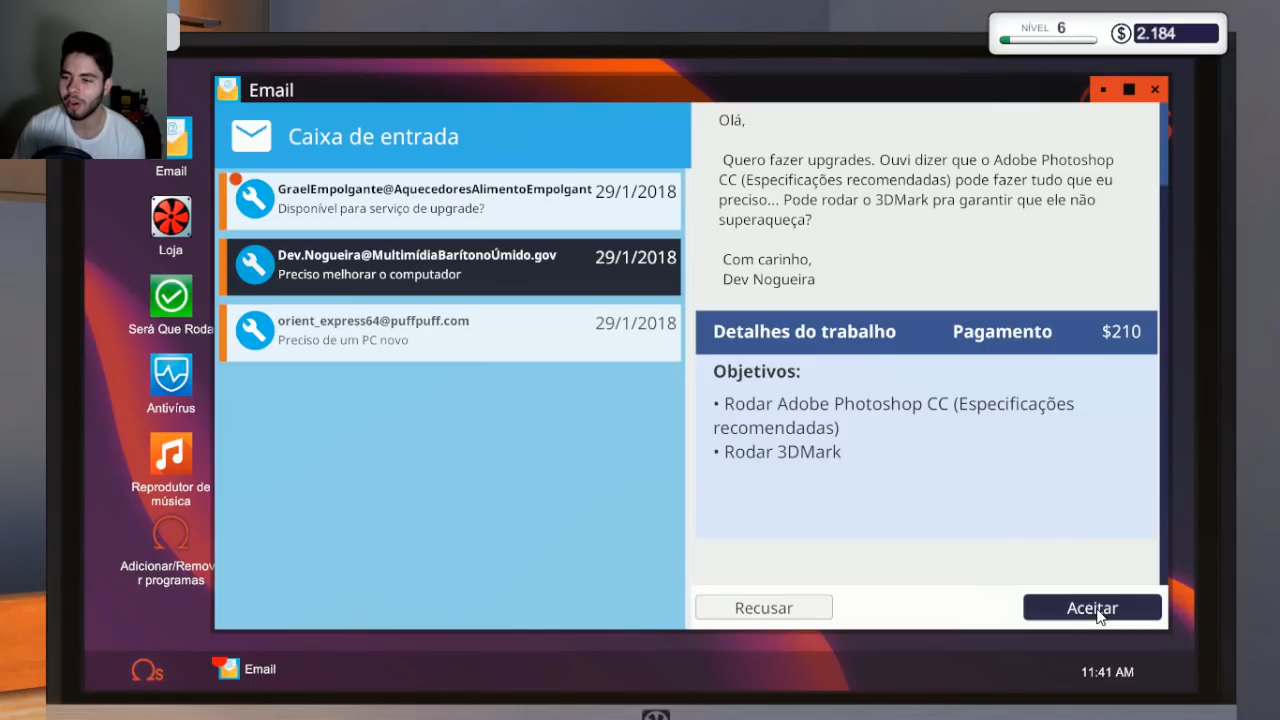 NÍVEL 6
$ 2.184
Email
Caixa de entrada
GraelEmpolgante@AquecedoresAlimentoEmpolgant 29/1/2018
Disponível para serviço de upgrade?
Dev.Nogueira@MultimídiaBarítonoÚmido.gov 29/1/2018
Preciso melhorar o computador
orient_express64@puffpuff.com 29/1/2018
Preciso de um PC novo
Olá,
Quero fazer upgrades. Ouvi dizer que o Adobe Photoshop
CC (Especificações recomendadas) pode fazer tudo que eu
preciso... Pode rodar o 3DMark pra garantir que ele não
superaqueça?
Com carinho,
Dev Nogueira
Detalhes do trabalho Pagamento $210
Objetivos:
• Rodar Adobe Photoshop CC (Especificações
recomendadas)
• Rodar 3DMark
Recusar Aceitar
Email
Loja
Será Que Roda
Antivírus
Reprodutor de
música
Adicionar/Remov
r programas
Ωs
Email
11:41 AM